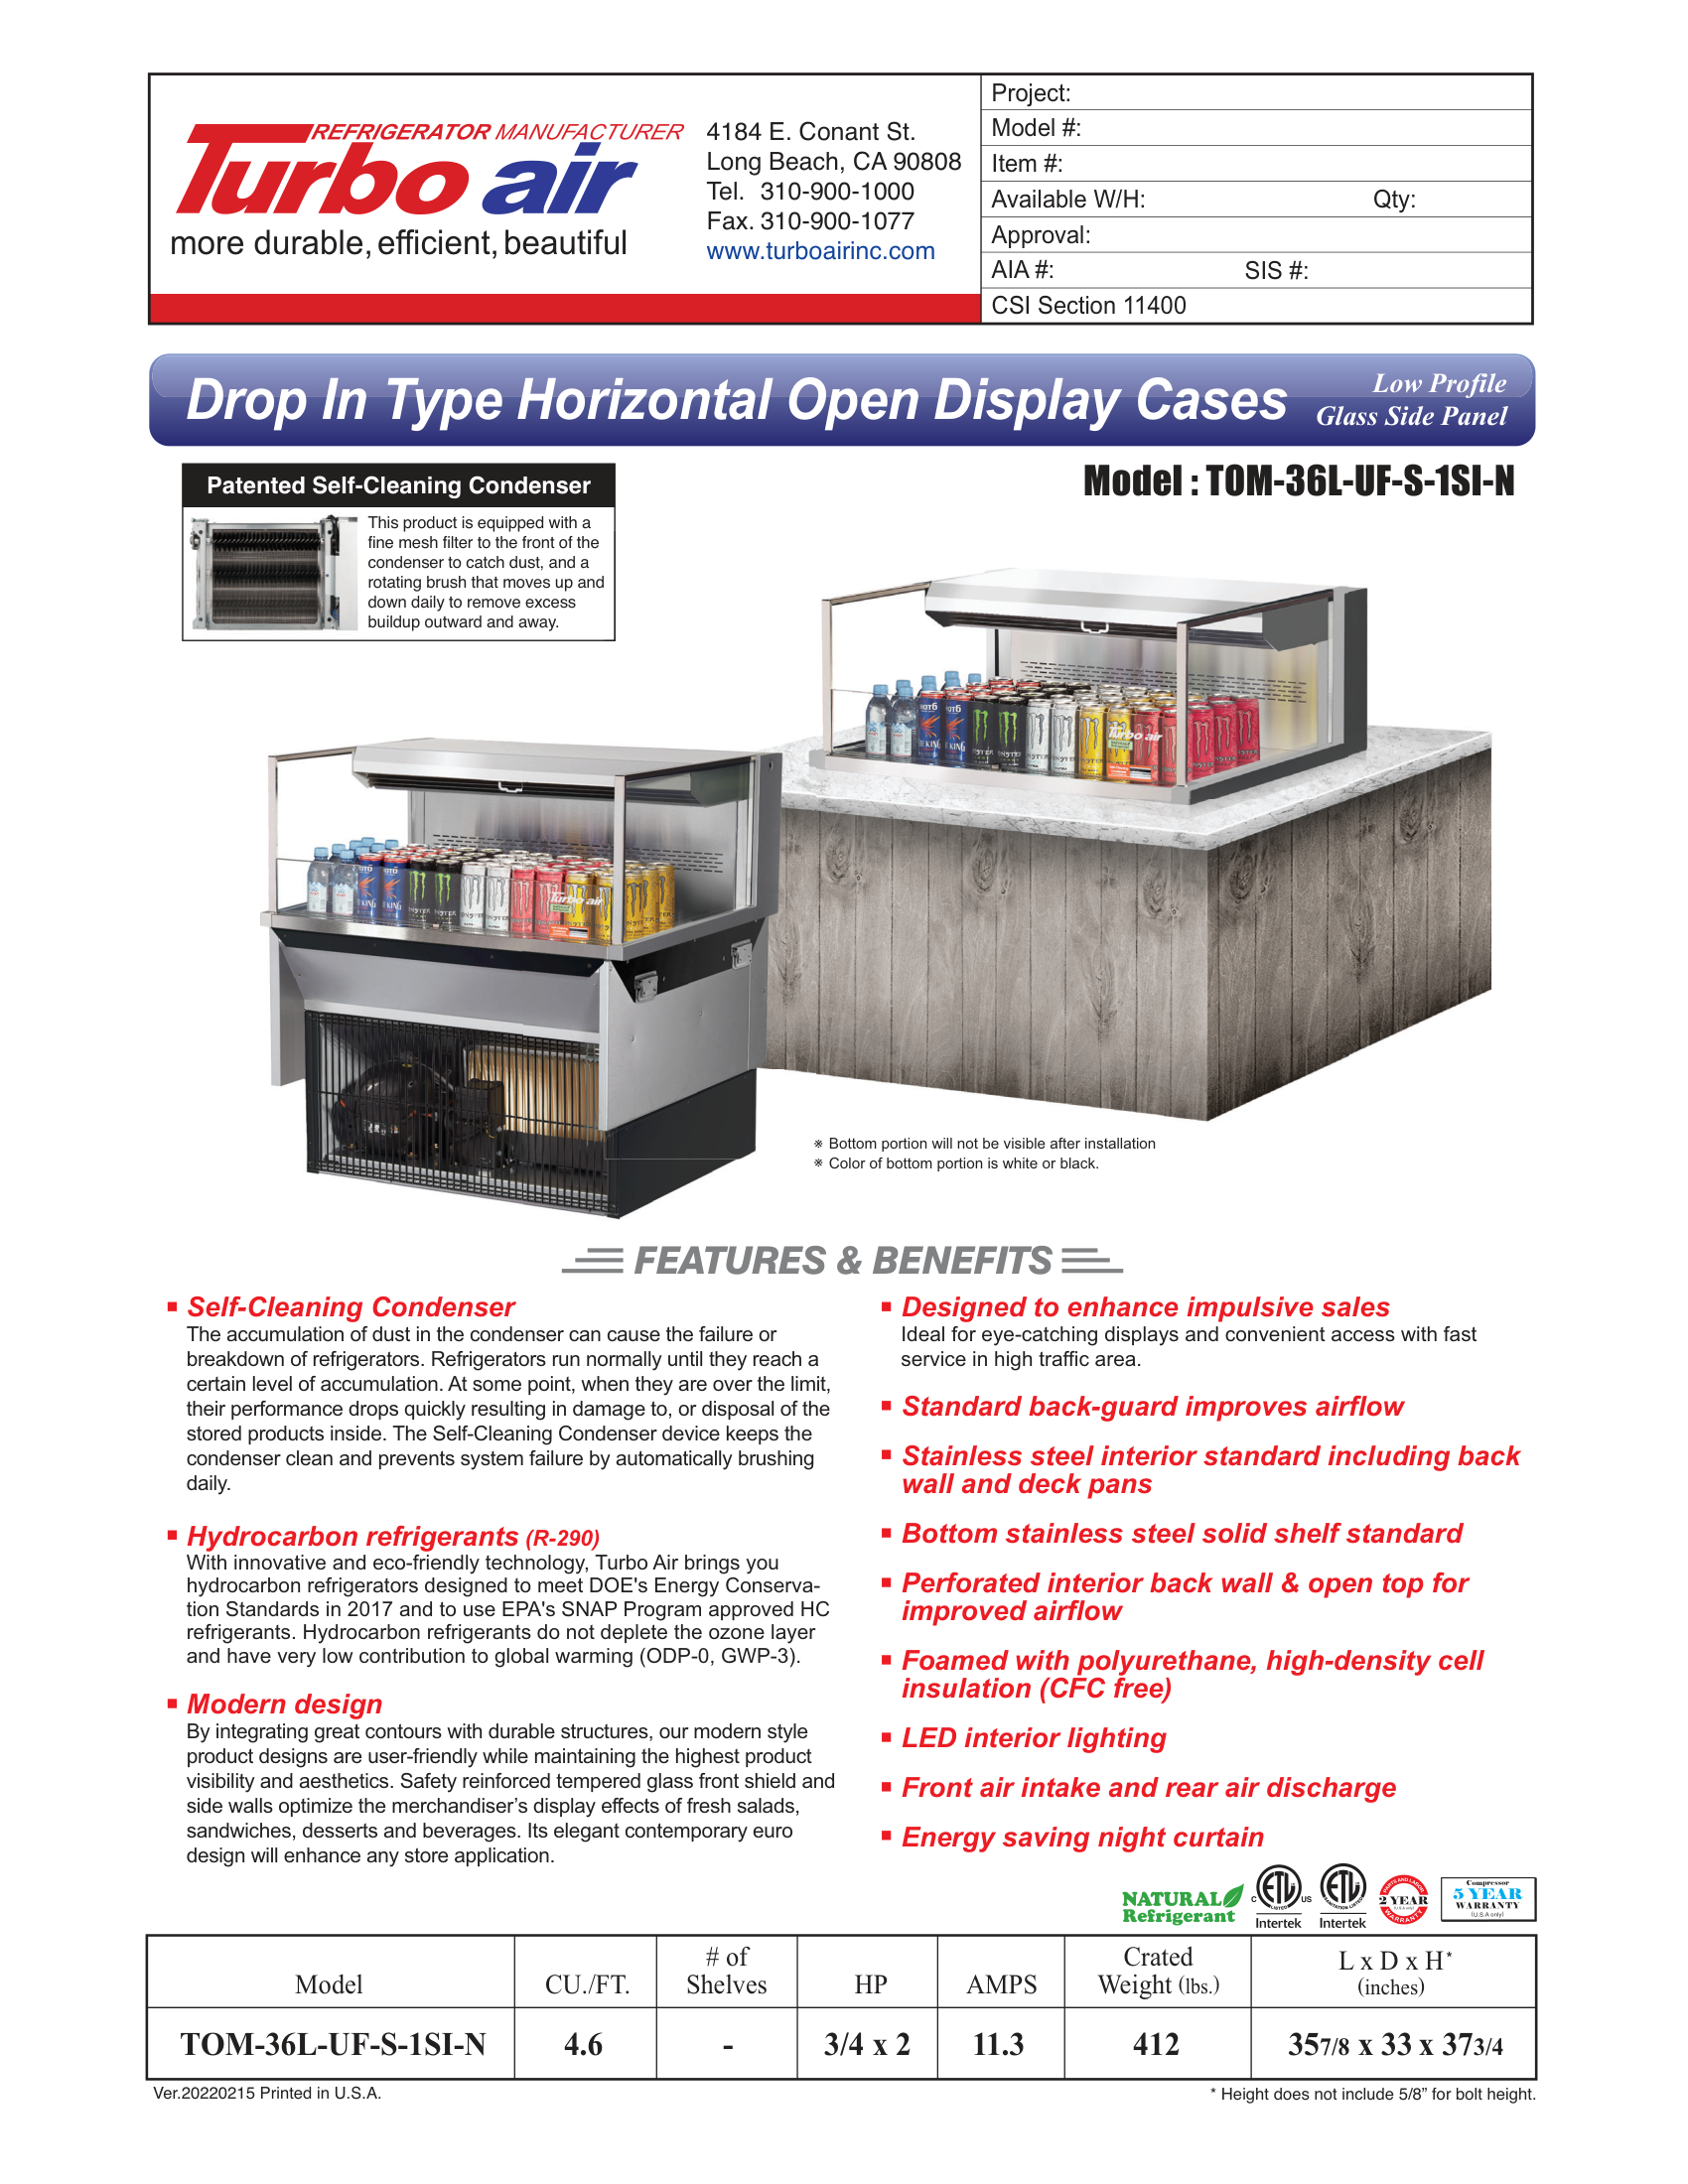 REFRIGERATOR MANUFACTURER
Turbo air
more durable, efficient, beautiful
4184 E. Conant St.
Long Beach, CA 90808
Tel. 310-900-1000
Fax. 310-900-1077
www.turboairinc.com
Project:
Model #:
Item #:
Available W/H: Qty:
Approval:
AIA #: SIS #:
CSI Section 11400
Drop In Type Horizontal Open Display Cases
Low Profile
Glass Side Panel
Patented Self-Cleaning Condenser
This product is equipped with a
fine mesh filter to the front of the
condenser to catch dust, and a
rotating brush that moves up and
down daily to remove excess
buildup outward and away.
Model : TOM-36L-UF-S-1SI-N
Turbo air
Turbo air
※ Bottom portion will not be visible after installation
※ Color of bottom portion is white or black.
FEATURES & BENEFITS
▪ Self-Cleaning Condenser
The accumulation of dust in the condenser can cause the failure or
breakdown of refrigerators. Refrigerators run normally until they reach a
certain level of accumulation. At some point, when they are over the limit,
their performance drops quickly resulting in damage to, or disposal of the
stored products inside. The Self-Cleaning Condenser device keeps the
condenser clean and prevents system failure by automatically brushing
daily.
▪ Hydrocarbon refrigerants (R-290)
With innovative and eco-friendly technology, Turbo Air brings you
hydrocarbon refrigerators designed to meet DOE's Energy Conserva-
tion Standards in 2017 and to use EPA's SNAP Program approved HC
refrigerants. Hydrocarbon refrigerants do not deplete the ozone layer
and have very low contribution to global warming (ODP-0, GWP-3).
▪ Modern design
By integrating great contours with durable structures, our modern style
product designs are user-friendly while maintaining the highest product
visibility and aesthetics. Safety reinforced tempered glass front shield and
side walls optimize the merchandiser’s display effects of fresh salads,
sandwiches, desserts and beverages. Its elegant contemporary euro
design will enhance any store application.
▪ Designed to enhance impulsive sales
Ideal for eye-catching displays and convenient access with fast
service in high traffic area.
▪ Standard back-guard improves airflow
▪ Stainless steel interior standard including back
wall and deck pans
▪ Bottom stainless steel solid shelf standard
▪ Perforated interior back wall & open top for
improved airflow
▪ Foamed with polyurethane, high-density cell
insulation (CFC free)
▪ LED interior lighting
▪ Front air intake and rear air discharge
▪ Energy saving night curtain
NATURAL
Refrigerant
C ETL US
LISTED
Intertek
ETL
SANITATION LISTED
Intertek
PARTS AND LABOR
2 YEAR
(U.S.A only)
WARRANTY
Compressor
5 YEAR
WARRANTY
(U.S.A only)
Model CU./FT. # of Shelves HP AMPS Crated Weight (lbs.) L x D x H* (inches)
TOM-36L-UF-S-1SI-N 4.6 - 3/4 x 2 11.3 412 357/8 x 33 x 373/4
Ver.20220215 Printed in U.S.A.
* Height does not include 5/8” for bolt height.